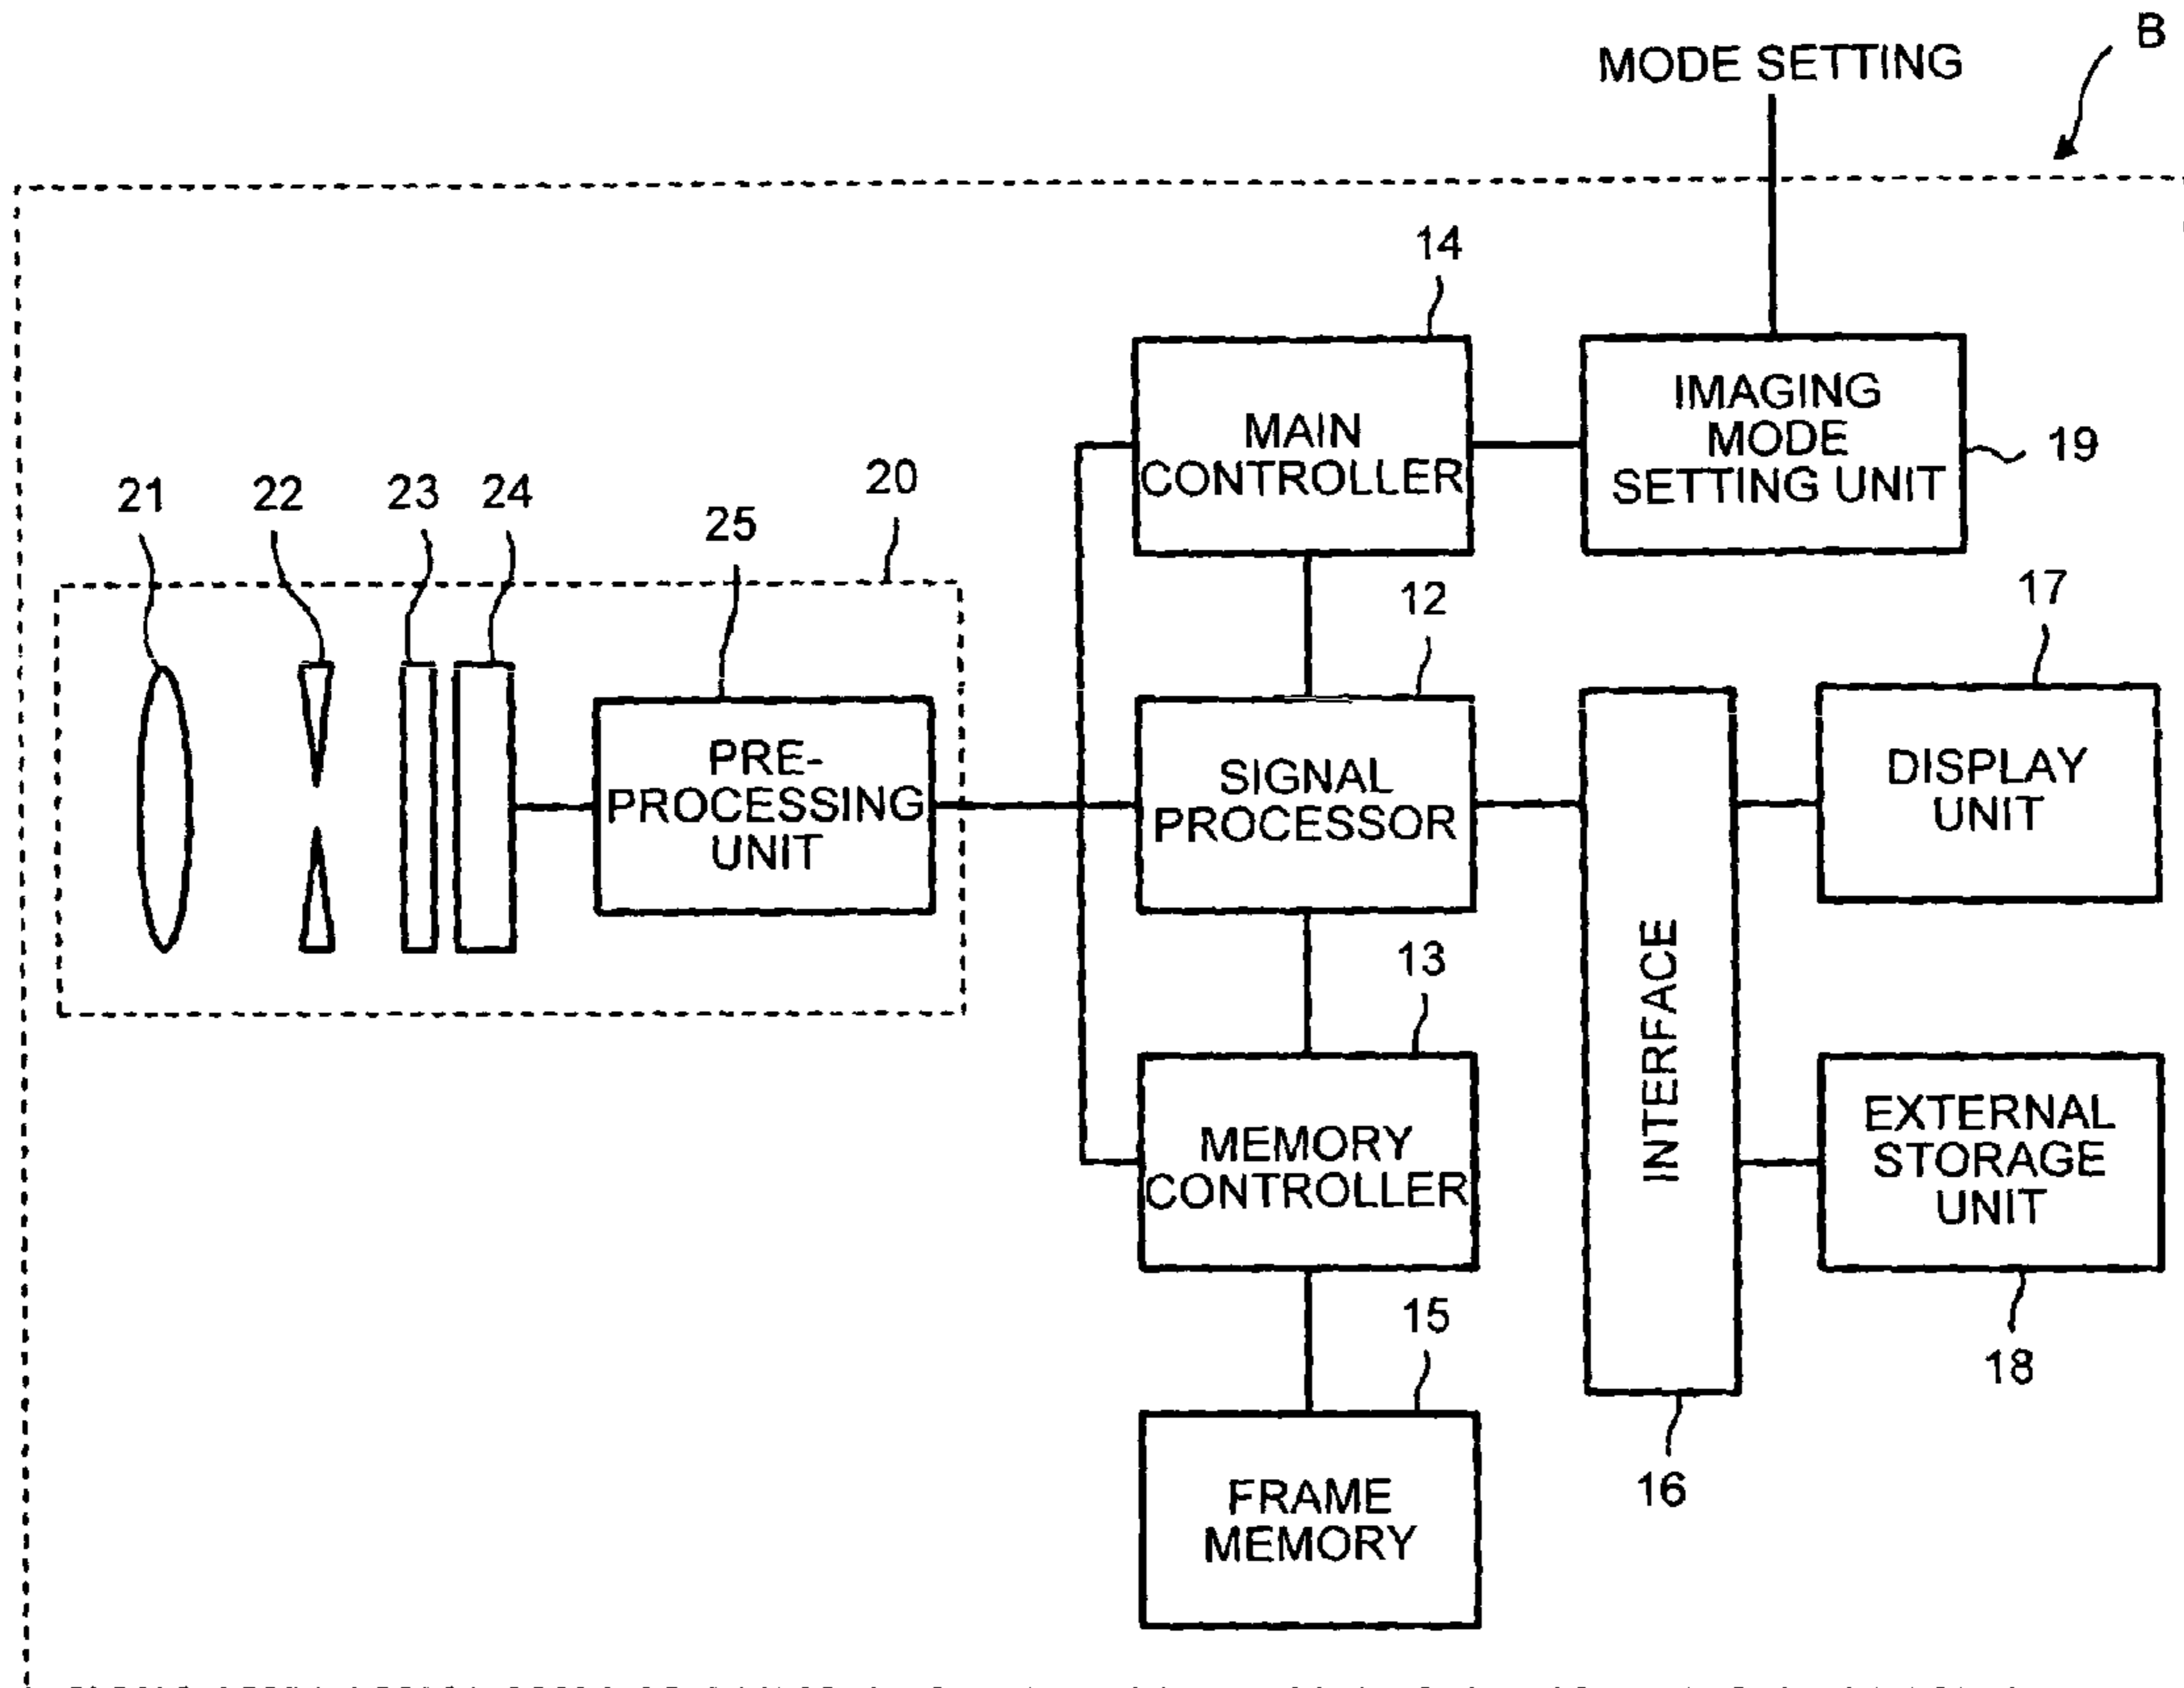 B
MODE SETTING
14
MAIN
CONTROLLER
IMAGING
MODE
SETTING UNIT
19
20
21
22
23
24
25
PRE-
PROCESSING
UNIT
12
SIGNAL
PROCESSOR
17
DISPLAY
UNIT
INTERFACE
16
13
MEMORY
CONTROLLER
EXTERNAL
STORAGE
UNIT
18
15
FRAME
MEMORY